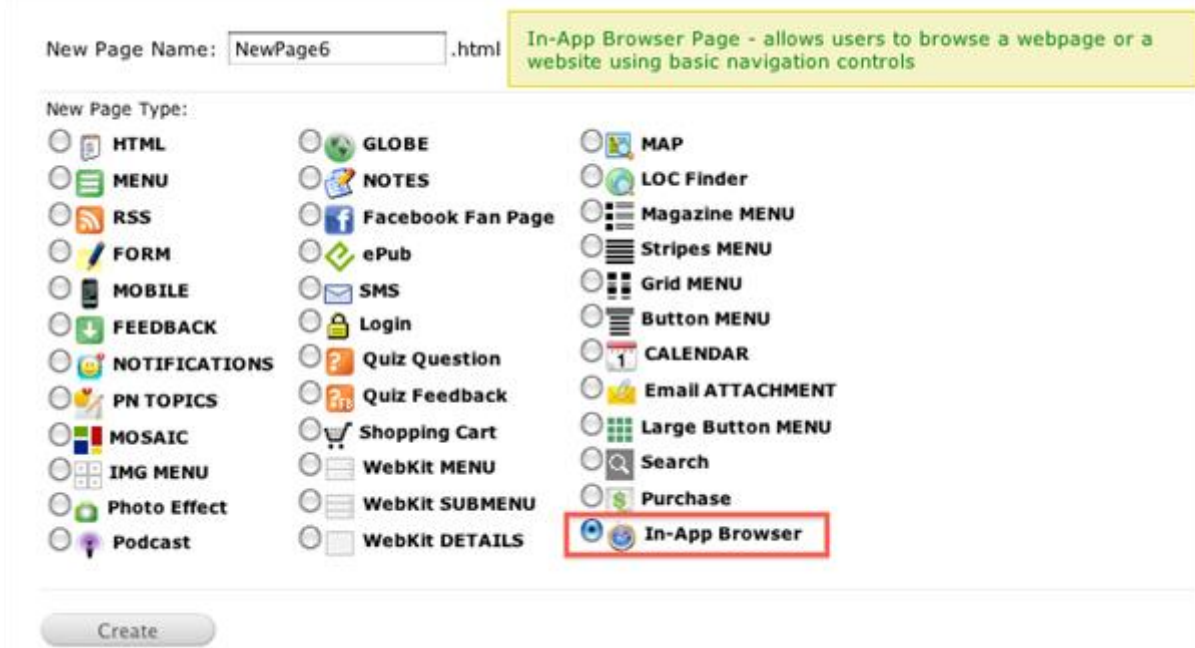 New Page Name: NewPage6 .html
In-App Browser Page - allows users to browse a webpage or a
website using basic navigation controls
New Page Type:
HTML
MENU
RSS
FORM
MOBILE
FEEDBACK
NOTIFICATIONS
PN TOPICS
MOSAIC
IMG MENU
Photo Effect
Podcast
GLOBE
NOTES
Facebook Fan Page
ePub
SMS
Login
Quiz Question
Quiz Feedback
Shopping Cart
WebKit MENU
WebKit SUBMENU
WebKit DETAILS
MAP
LOC Finder
Magazine MENU
Stripes MENU
Grid MENU
Button MENU
CALENDAR
Email ATTACHMENT
Large Button MENU
Search
Purchase
In-App Browser
Create